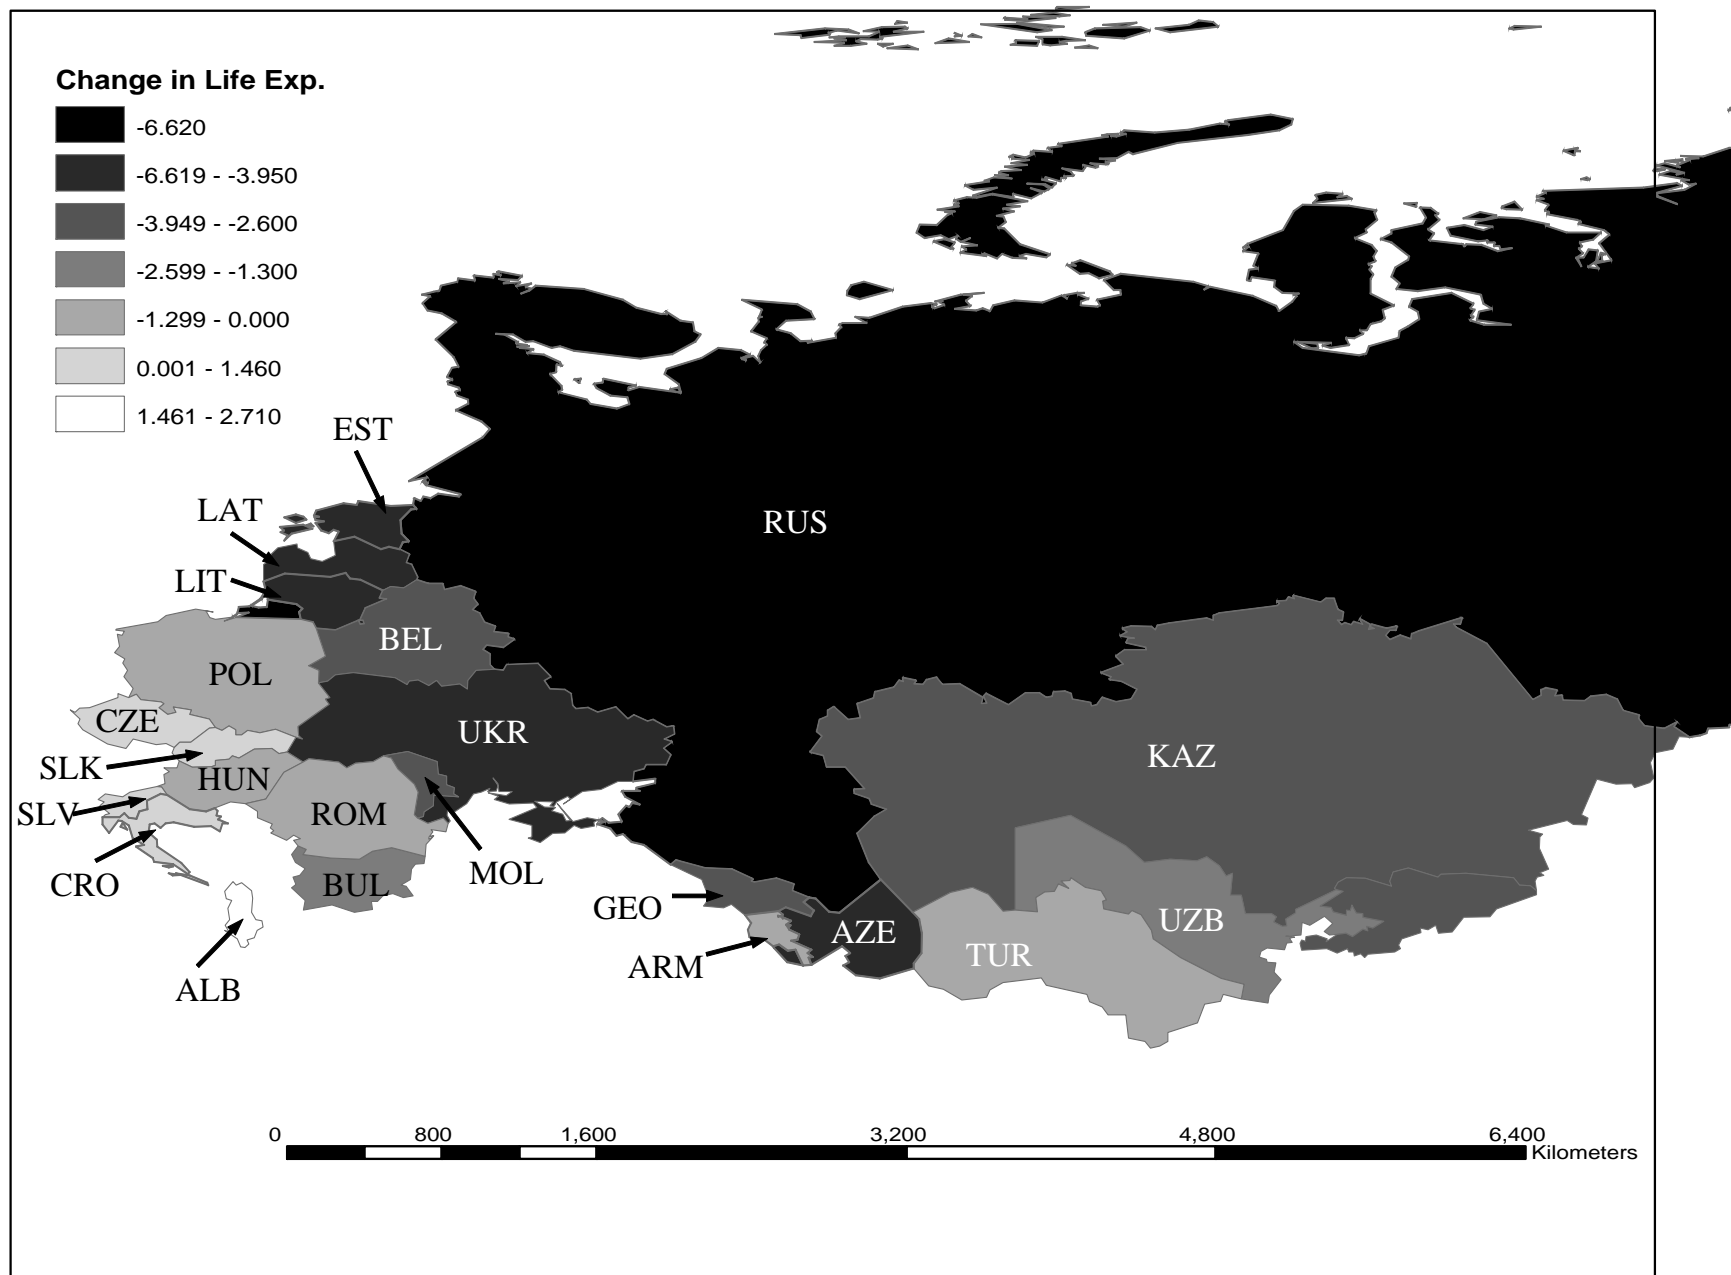 Change in Life Exp.
-6.620
-6.619 - -3.950
-3.949 - -2.600
-2.599 - -1.300
-1.299 - 0.000
0.001 - 1.460
1.461 - 2.710
EST
LAT
RUS
LIT
BEL
POL
CZE
UKR
KAZ
SLK
HUN
SLV
ROM
MOL
CRO
BUL
GEO
UZB
AZE
TUR
ARM
ALB
0 800 1,600 3,200 4,800 6,400
Kilometers